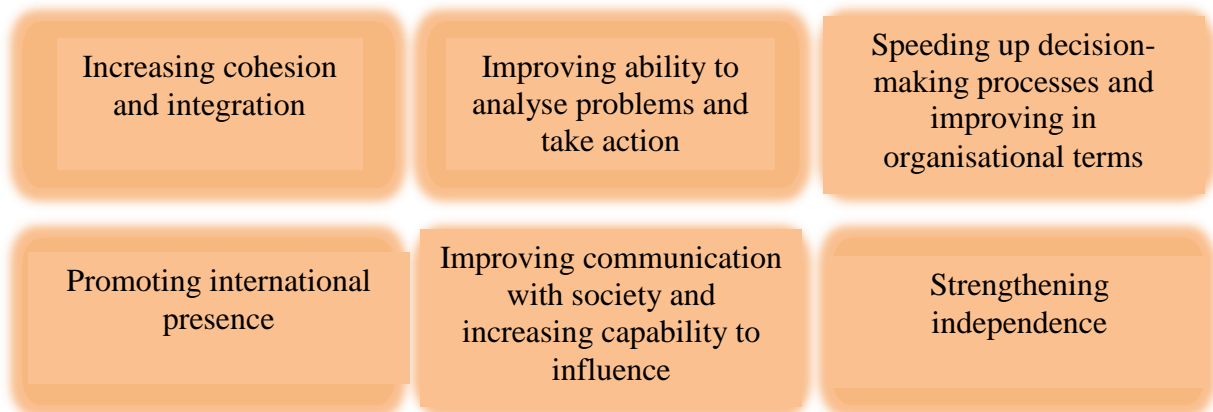 Increasing cohesion
and integration
Improving ability to
analyse problems and
take action
Speeding up decision-
making processes and
improving in
organisational terms
Promoting international
presence
Improving communication
with society and
increasing capability to
influence
Strengthening
independence